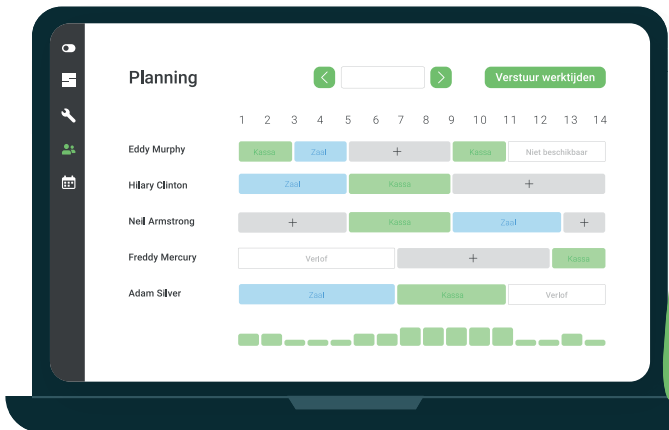 Planning
Verstuur werktijden
1 2 3 4 5 6 7 8 9 10 11 12 13 14
Eddy Murphy Kassa Zaal + Kassa Niet beschikbaar
Hilary Clinton Zaal Kassa +
Neil Armstrong + Kassa Zaal +
Freddy Mercury Verlof + Kassa
Adam Silver Zaal Kassa Verlof